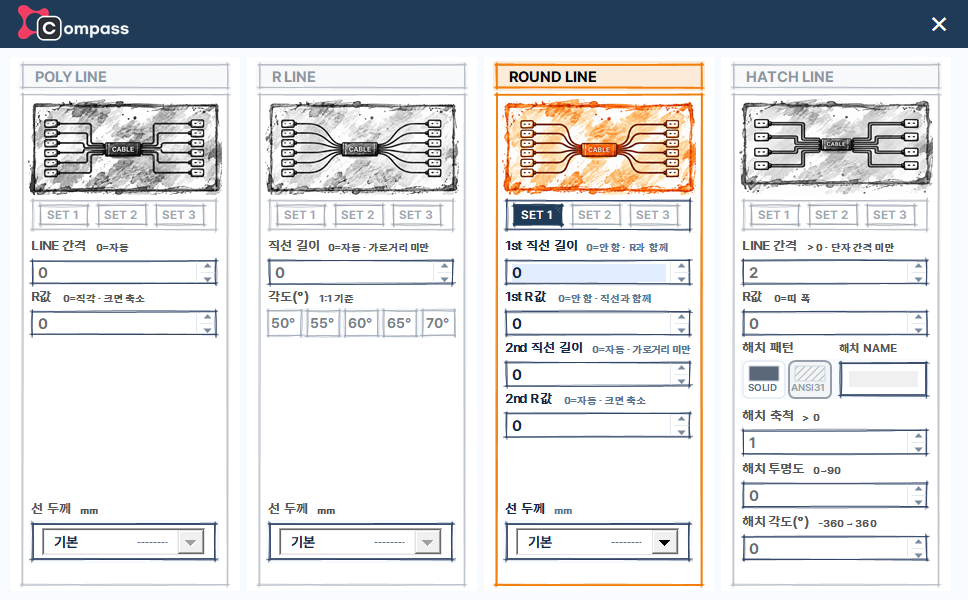 Compass
POLY LINE
CABLE
SET 1 SET 2 SET 3
LINE 간격 0=자동
0
R값 0=직각 · 크면 축소
0
선 두께 mm
기본
R LINE
CABLE
SET 1 SET 2 SET 3
직선 길이 0=자동 · 가로거리 미만
0
각도(°) 1:1 기준
50° 55° 60° 65° 70°
선 두께 mm
기본
ROUND LINE
CABLE
SET 1 SET 2 SET 3
1st 직선 길이 0=안 함 · R과 함께
0
1st R값 0=안 함 · 직선과 함께
0
2nd 직선 길이 0=자동 · 가로거리 미만
0
2nd R값 0=자동 · 크면 축소
0
선 두께 mm
기본
HATCH LINE
CABLE
SET 1 SET 2 SET 3
LINE 간격 > 0 · 단자 간격 미만
2
R값 0=띠 폭
0
해치 패턴 해치 NAME
SOLID ANSI31
해치 축척 > 0
1
해치 투명도 0~90
0
해치 각도(°) -360 ~ 360
0